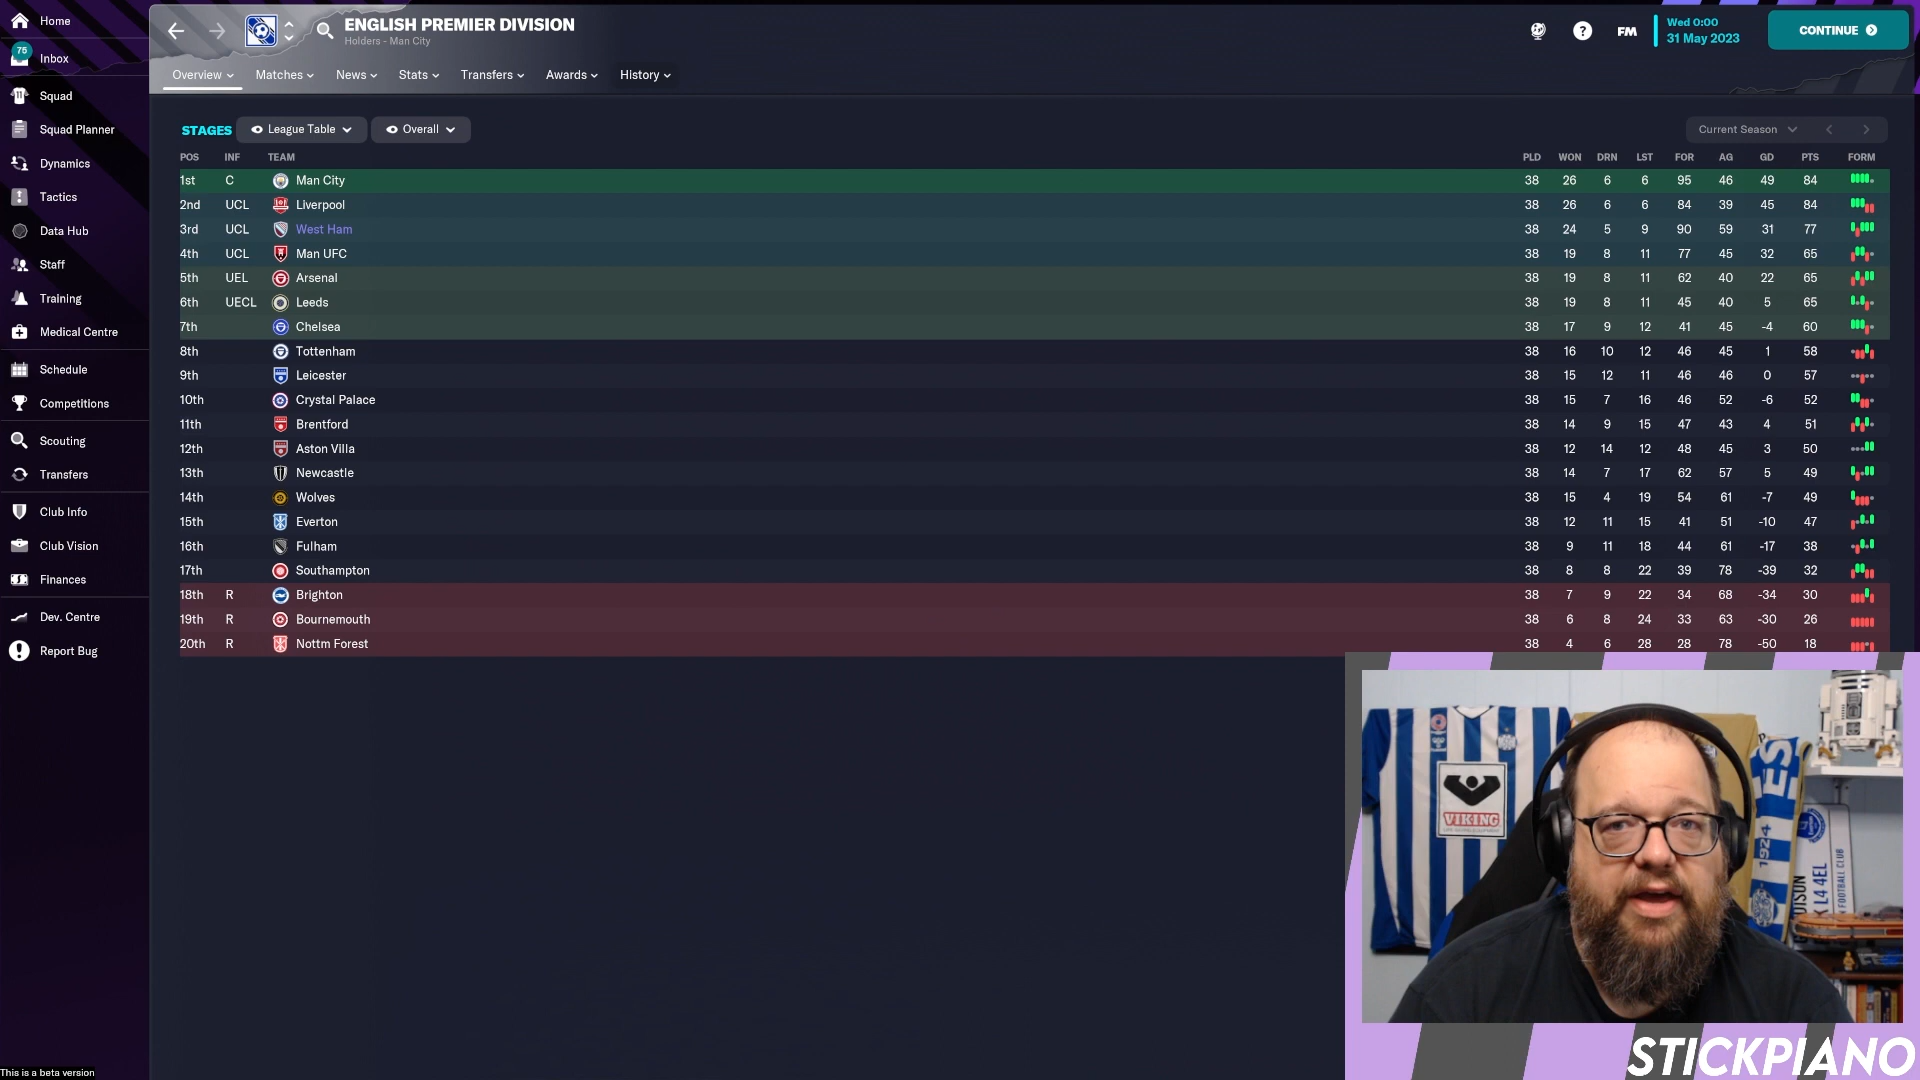 Home
75
Inbox
Squad
Squad Planner
Dynamics
Tactics
Data Hub
Staff
Training
Medical Centre
Schedule
Competitions
Scouting
Transfers
Club Info
Club Vision
Finances
Dev. Centre
Report Bug
This is a beta version
ENGLISH PREMIER DIVISION
Holders - Man City
FM
Wed 0:00
31 May 2023
CONTINUE
Overview Matches News Stats Transfers Awards History
STAGES League Table Overall Current Season
POS INF TEAM PLD WON DRN LST FOR AG GD PTS FORM
1st C Man City 38 26 6 6 95 46 49 84
2nd UCL Liverpool 38 26 6 6 84 39 45 84
3rd UCL West Ham 38 24 5 9 90 59 31 77
4th UCL Man UFC 38 19 8 11 77 45 32 65
5th UEL Arsenal 38 19 8 11 62 40 22 65
6th UECL Leeds 38 19 8 11 45 40 5 65
7th Chelsea 38 17 9 12 41 45 -4 60
8th Tottenham 38 16 10 12 46 45 1 58
9th Leicester 38 15 12 11 46 46 0 57
10th Crystal Palace 38 15 7 16 46 52 -6 52
11th Brentford 38 14 9 15 47 43 4 51
12th Aston Villa 38 12 14 12 48 45 3 50
13th Newcastle 38 14 7 17 62 57 5 49
14th Wolves 38 15 4 19 54 61 -7 49
15th Everton 38 12 11 15 41 51 -10 47
16th Fulham 38 9 11 18 44 61 -17 38
17th Southampton 38 8 8 22 39 78 -39 32
18th R Brighton 38 7 9 22 34 68 -34 30
19th R Bournemouth 38 6 8 24 33 63 -30 26
20th R Nottm Forest 38 4 6 28 28 78 -50 18
VIKING
1924
ES
L4 4EL
FOOTBALL CLUB
STICKPIANO